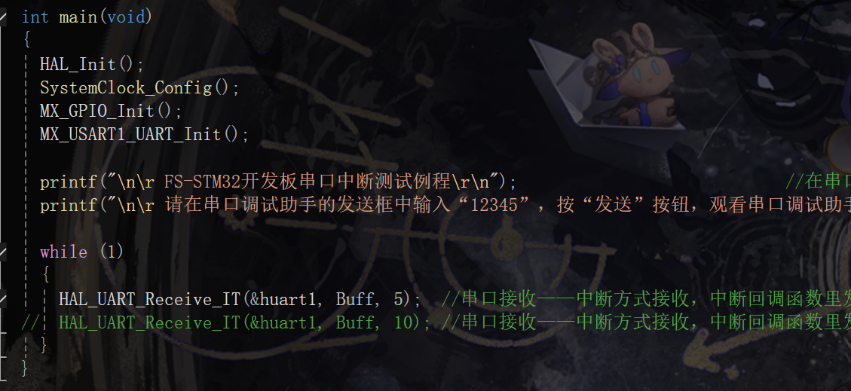 int main(void)
{
HAL_Init();
SystemClock_Config();
MX_GPIO_Init();
MX_USART1_UART_Init();
printf("\n\r FS-STM32开发板串口中断测试例程\r\n"); //在串口
printf("\n\r 请在串口调试助手的发送框中输入“12345”，按“发送”按钮，观看串口调试助手
while (1)
{
HAL_UART_Receive_IT(&huart1, Buff, 5); //串口接收——中断方式接收，中断回调函数里发
// HAL_UART_Receive_IT(&huart1, Buff, 10); //串口接收——中断方式接收，中断回调函数里发
}
}